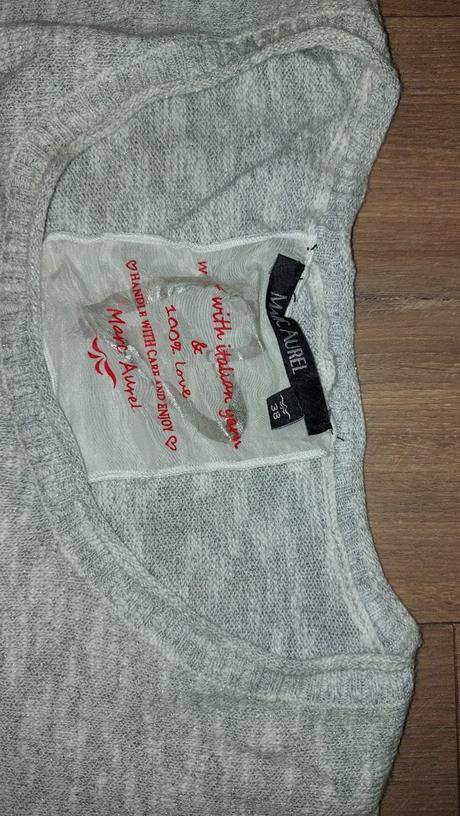 MARC AUREL
38
with italian yarn
&
100% love
♡ HANDLE WITH CARE AND ENJOY ♡
Marc Aurel